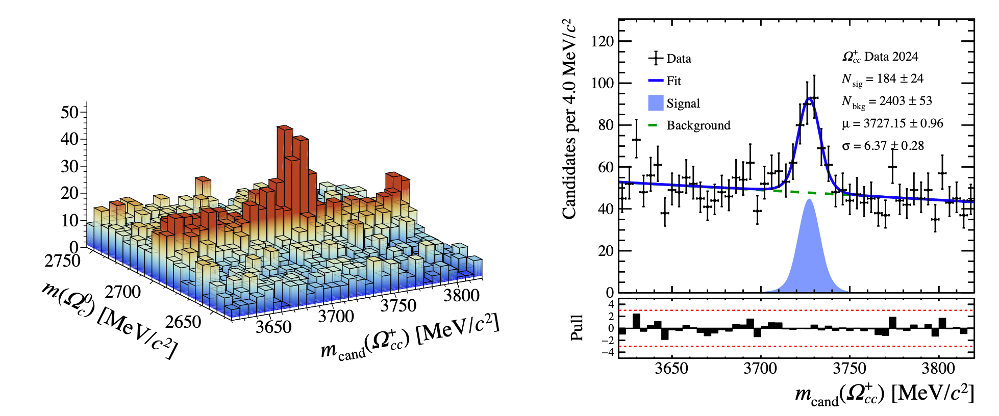 50
40
30
20
10
0
2750
2700
2650
m(Ω_c^0) [MeV/c^2]
3650
3700
3750
3800
m_cand(Ω_cc^+) [MeV/c^2]
Candidates per 4.0 MeV/c^2
120
100
80
60
40
20
0
Data
Fit
Signal
Background
Ω_cc^+ Data 2024
N_sig = 184 ± 24
N_bkg = 2403 ± 53
μ = 3727.15 ± 0.96
σ = 6.37 ± 0.28
Pull
4
2
0
−2
−4
3650
3700
3750
3800
m_cand(Ω_cc^+) [MeV/c^2]